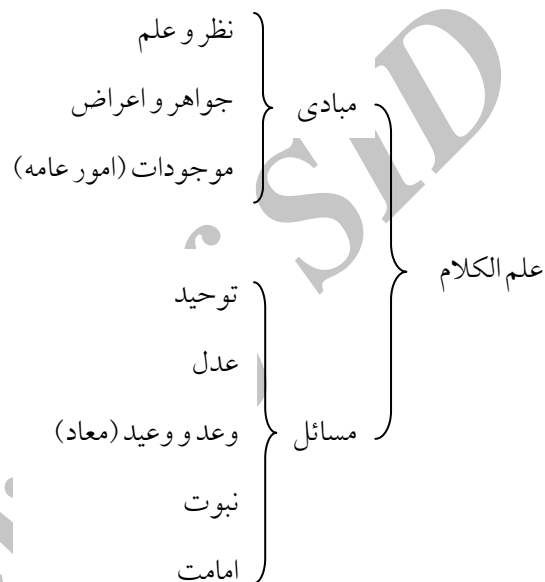 علم الکلام
مبادی
نظر و علم
جواهر و اعراض
موجودات (امور عامه)
مسائل
توحید
عدل
وعد و وعید (معاد)
نبوت
امامت